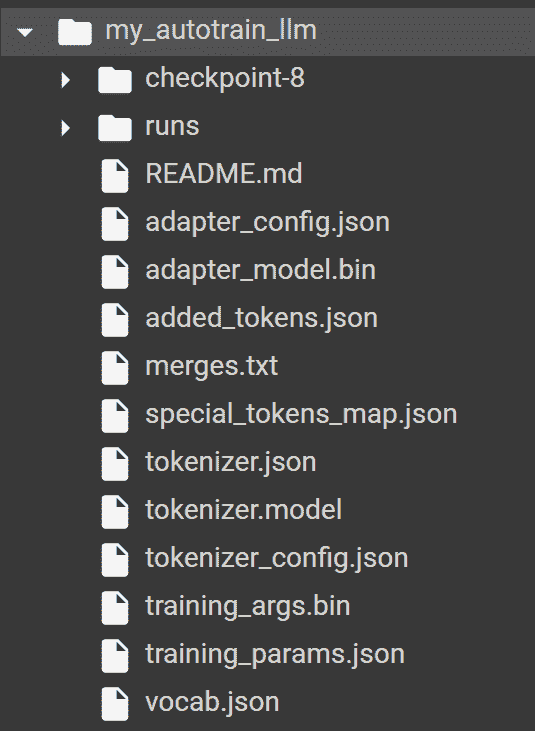 my_autotrain_llm
checkpoint-8
runs
README.md
adapter_config.json
adapter_model.bin
added_tokens.json
merges.txt
special_tokens_map.json
tokenizer.json
tokenizer.model
tokenizer_config.json
training_args.bin
training_params.json
vocab.json